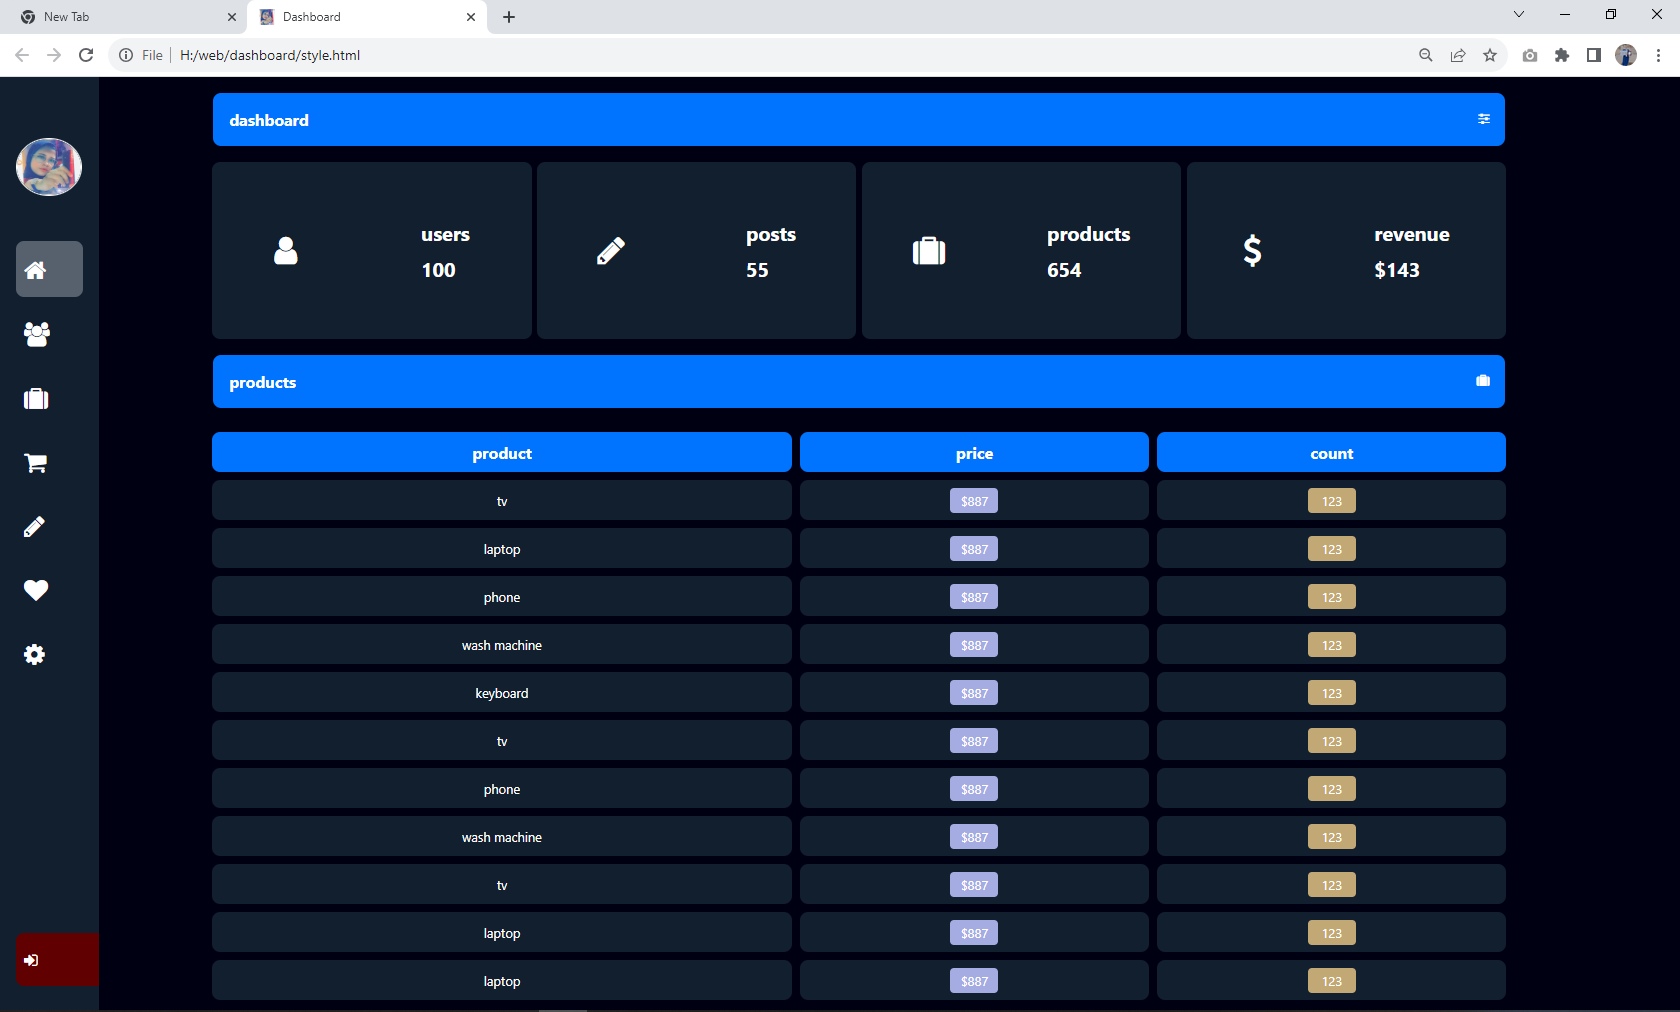 New Tab
Dashboard
File
H:/web/dashboard/style.html
dashboard
users
100
posts
55
products
654
revenue
$143
products
product price count
tv $887 123
laptop $887 123
phone $887 123
wash machine $887 123
keyboard $887 123
tv $887 123
phone $887 123
wash machine $887 123
tv $887 123
laptop $887 123
laptop $887 123